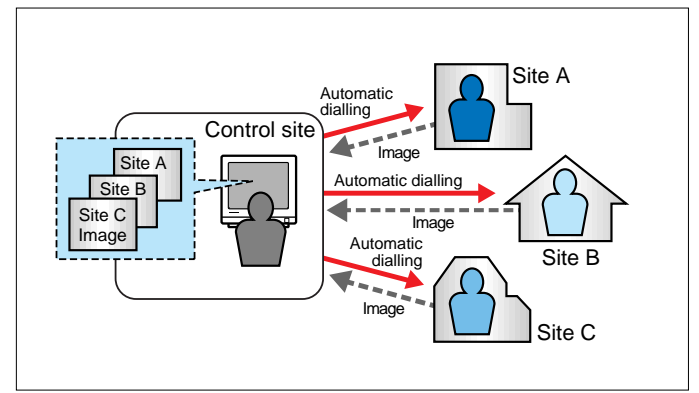 Control site
Site A
Site B
Site C
Image
Automatic
dialling
Image
Site A
Automatic dialling
Image
Site B
Automatic
dialling
Image
Site C